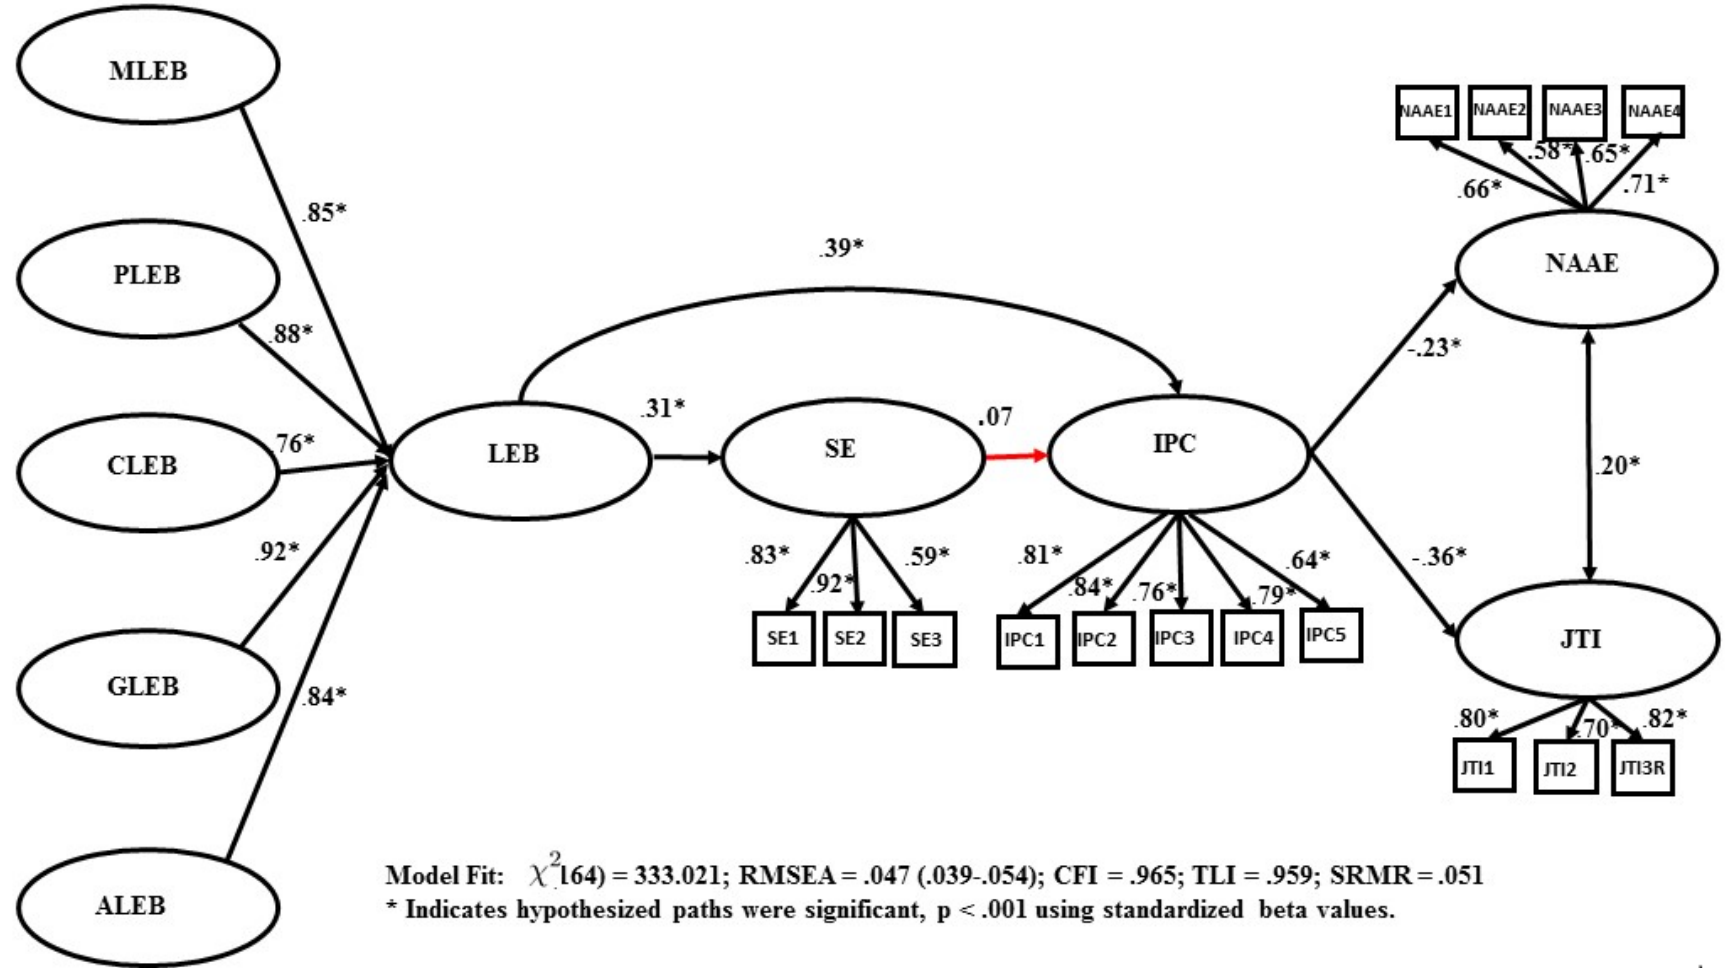 MLEB
NAAE1 NAAE2 NAAE3 NAAE4
.58* .65*
.66* .71*
.85*
.39*
PLEB
NAAE
.88*
-.23*
.31* .07
.76*
CLEB
LEB
SE
IPC
.20*
.92*
.83* .92* .59*
.81* .84* .76* .79* .64*
-.36*
SE1 SE2 SE3
IPC1 IPC2 IPC3 IPC4 IPC5
JTI
GLEB
.84*
.80* .70* .82*
JTI1 JTI2 JTI3R
ALEB
Model Fit: χ2 164) = 333.021; RMSEA = .047 (.039-.054); CFI = .965; TLI = .959; SRMR = .051
* Indicates hypothesized paths were significant, p < .001 using standardized beta values.